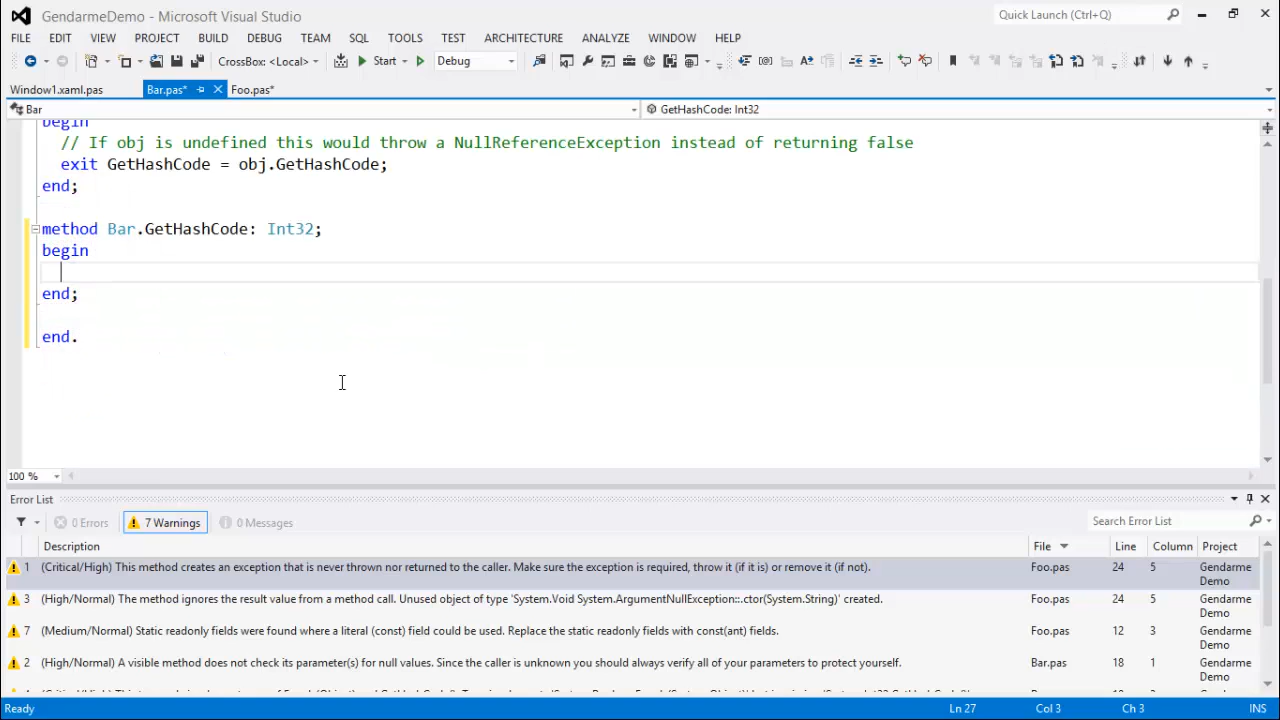 GendarmeDemo - Microsoft Visual Studio
Quick Launch (Ctrl+Q)
FILE EDIT VIEW PROJECT BUILD DEBUG TEAM SQL TOOLS TEST ARCHITECTURE ANALYZE WINDOW HELP
CrossBox: <Local> Start Debug
Window1.xaml.pas Bar.pas* Foo.pas*
Bar GetHashCode: Int32
begin
// If obj is undefined this would throw a NullReferenceException instead of returning false
exit GetHashCode = obj.GetHashCode;
end;
method Bar.GetHashCode: Int32;
begin
end;
end.
100 %
Error List
0 Errors 7 Warnings 0 Messages Search Error List
Description File Line Column Project
1 (Critical/High) This method creates an exception that is never thrown nor returned to the caller. Make sure the exception is required, throw it (if it is) or remove it (if not). Foo.pas 24 5 Gendarme
Demo
3 (High/Normal) The method ignores the result value from a method call. Unused object of type 'System.Void System.ArgumentNullException::.ctor(System.String)' created. Foo.pas 24 5 Gendarme
Demo
7 (Medium/Normal) Static readonly fields were found where a literal (const) field could be used. Replace the static readonly fields with const(ant) fields. Foo.pas 12 3 Gendarme
Demo
2 (High/Normal) A visible method does not check its parameter(s) for null values. Since the caller is unknown you should always verify all of your parameters to protect yourself. Bar.pas 18 1 Gendarme
Demo
Ready Ln 27 Col 3 Ch 3 INS